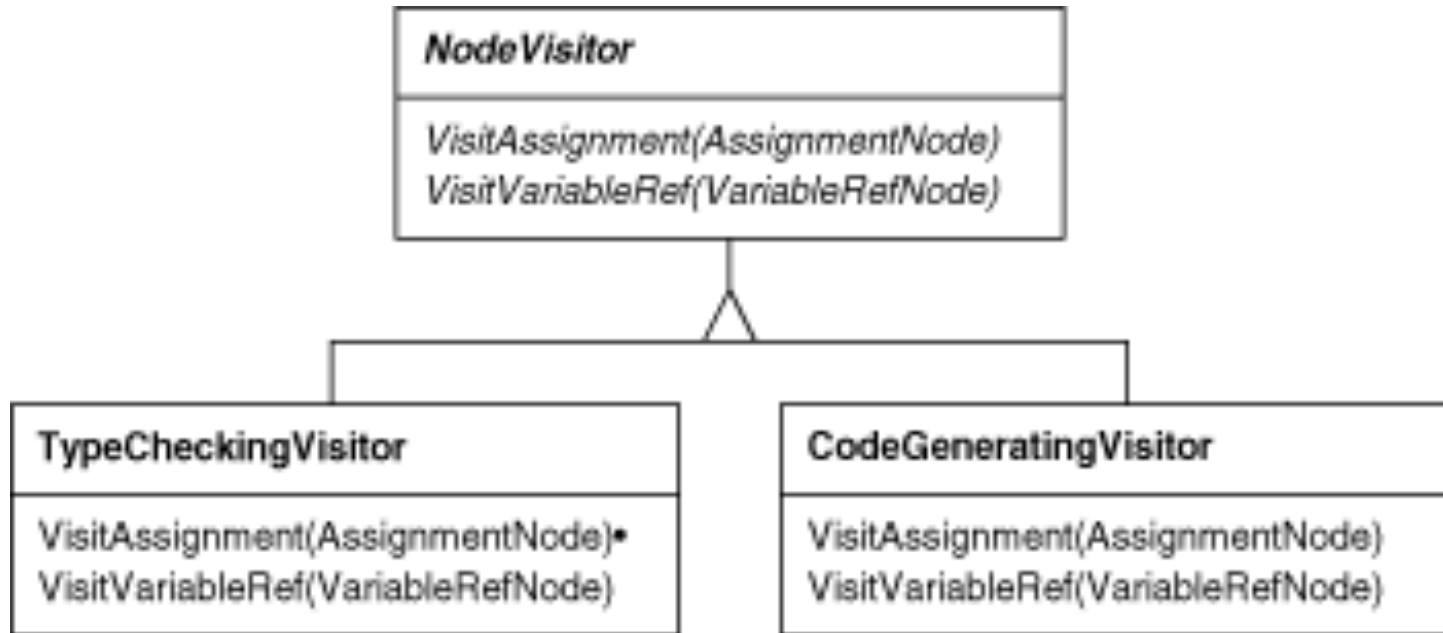 NodeVisitor
VisitAssignment(AssignmentNode)
VisitVariableRef(VariableRefNode)
TypeCheckingVisitor
VisitAssignment(AssignmentNode)•
VisitVariableRef(VariableRefNode)
CodeGeneratingVisitor
VisitAssignment(AssignmentNode)
VisitVariableRef(VariableRefNode)